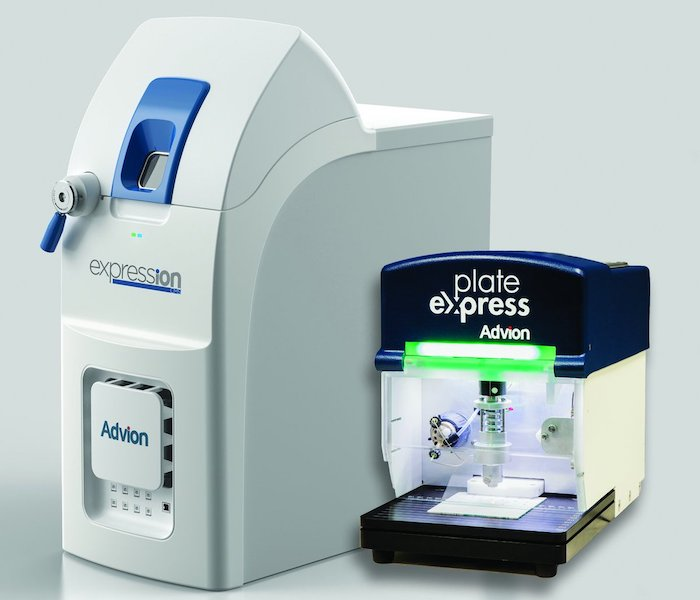 expression
CMS
Advion
plate
express
Advion